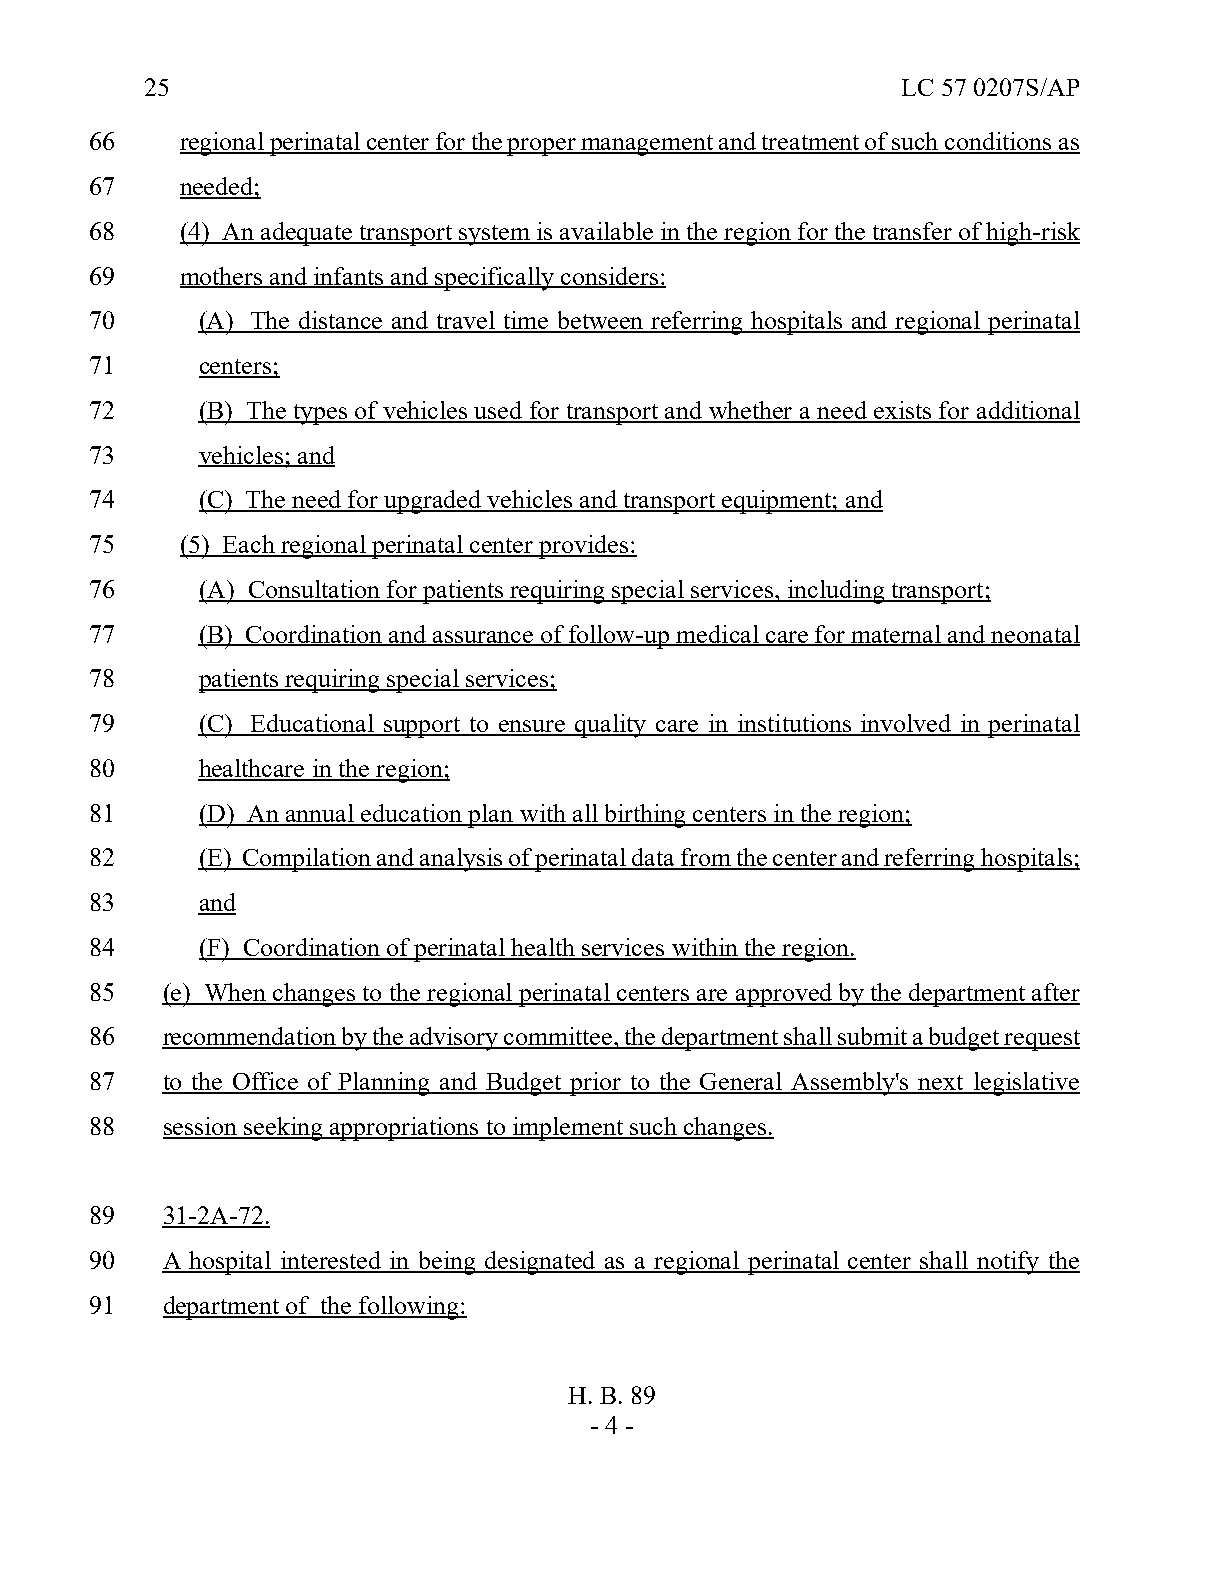 25 LC 57 0207S/AP
66 regional perinatal center for the proper management and treatment of such conditions as
67 needed;
68 (4) An adequate transport system is available in the region for the transfer of high-risk
69 mothers and infants and specifically considers:
70 (A) The distance and travel time between referring hospitals and regional perinatal
71 centers;
72 (B) The types of vehicles used for transport and whether a need exists for additional
73 vehicles; and
74 (C) The need for upgraded vehicles and transport equipment; and
75 (5) Each regional perinatal center provides:
76 (A) Consultation for patients requiring special services, including transport;
77 (B) Coordination and assurance of follow-up medical care for maternal and neonatal
78 patients requiring special services;
79 (C) Educational support to ensure quality care in institutions involved in perinatal
80 healthcare in the region;
81 (D) An annual education plan with all birthing centers in the region;
82 (E) Compilation and analysis of perinatal data from the center and referring hospitals;
83 and
84 (F) Coordination of perinatal health services within the region.
85 (e) When changes to the regional perinatal centers are approved by the department after
86 recommendation by the advisory committee, the department shall submit a budget request
87 to the Office of Planning and Budget prior to the General Assembly's next legislative
88 session seeking appropriations to implement such changes.
89 31-2A-72.
90 A hospital interested in being designated as a regional perinatal center shall notify the
91 department of the following:
H. B. 89
- 4 -